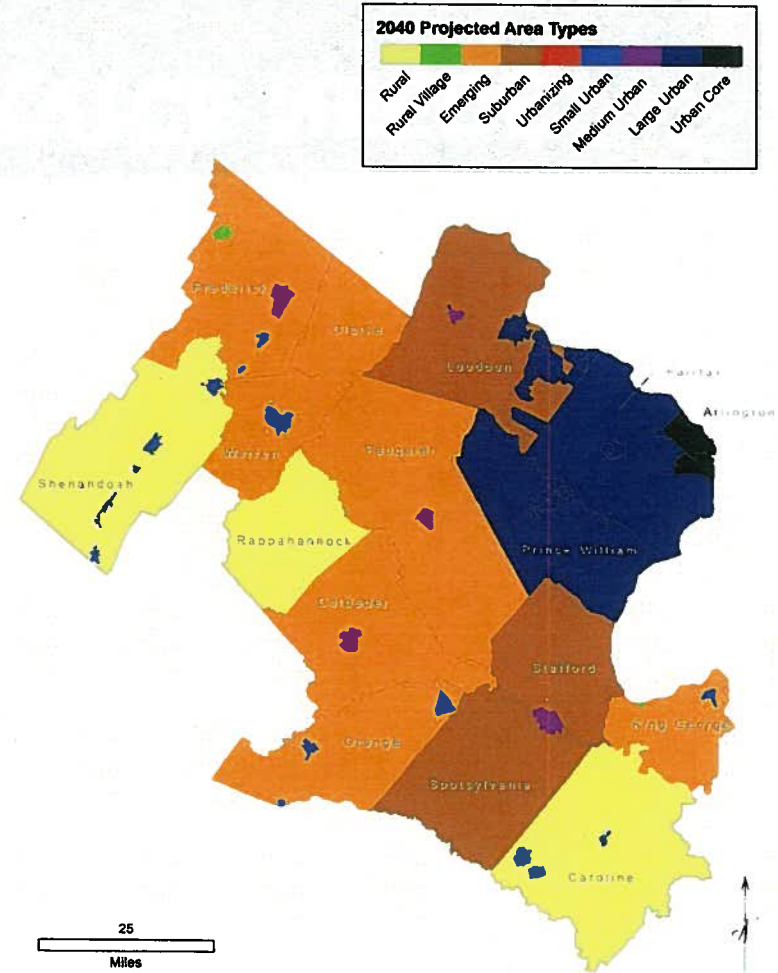 2040 Projected Area Types
Rural
Rural Village
Emerging
Suburban
Urbanizing
Small Urban
Medium Urban
Large Urban
Urban Core
Frederick
Clarke
Loudoun
Fairfax
Arlington
Warren
Fauquier
Shenandoah
Rappahannock
Prince William
Culpeper
Stafford
King George
Orange
Spotsylvania
Caroline
25
Miles